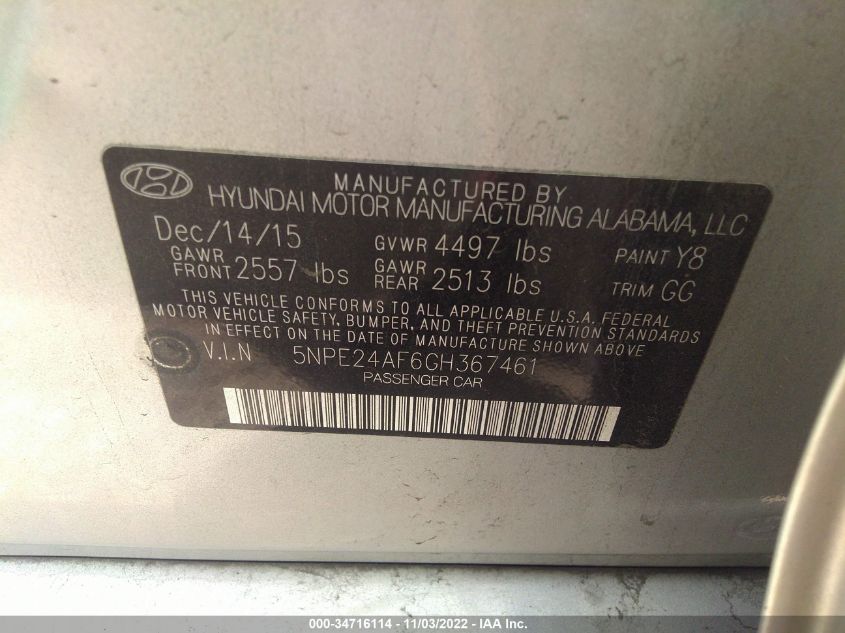 MANUFACTURED BY
HYUNDAI MOTOR MANUFACTURING ALABAMA, LLC
Dec/14/15 GVWR 4497 lbs PAINT Y8
GAWR FRONT 2557 lbs GAWR REAR 2513 lbs TRIM GG
THIS VEHICLE CONFORMS TO ALL APPLICABLE U.S.A. FEDERAL
MOTOR VEHICLE SAFETY, BUMPER, AND THEFT PREVENTION STANDARDS
IN EFFECT ON THE DATE OF MANUFACTURE SHOWN ABOVE
V.I.N 5NPE24AF6GH367461
PASSENGER CAR
000-34716114 - 11/03/2022 - IAA Inc.